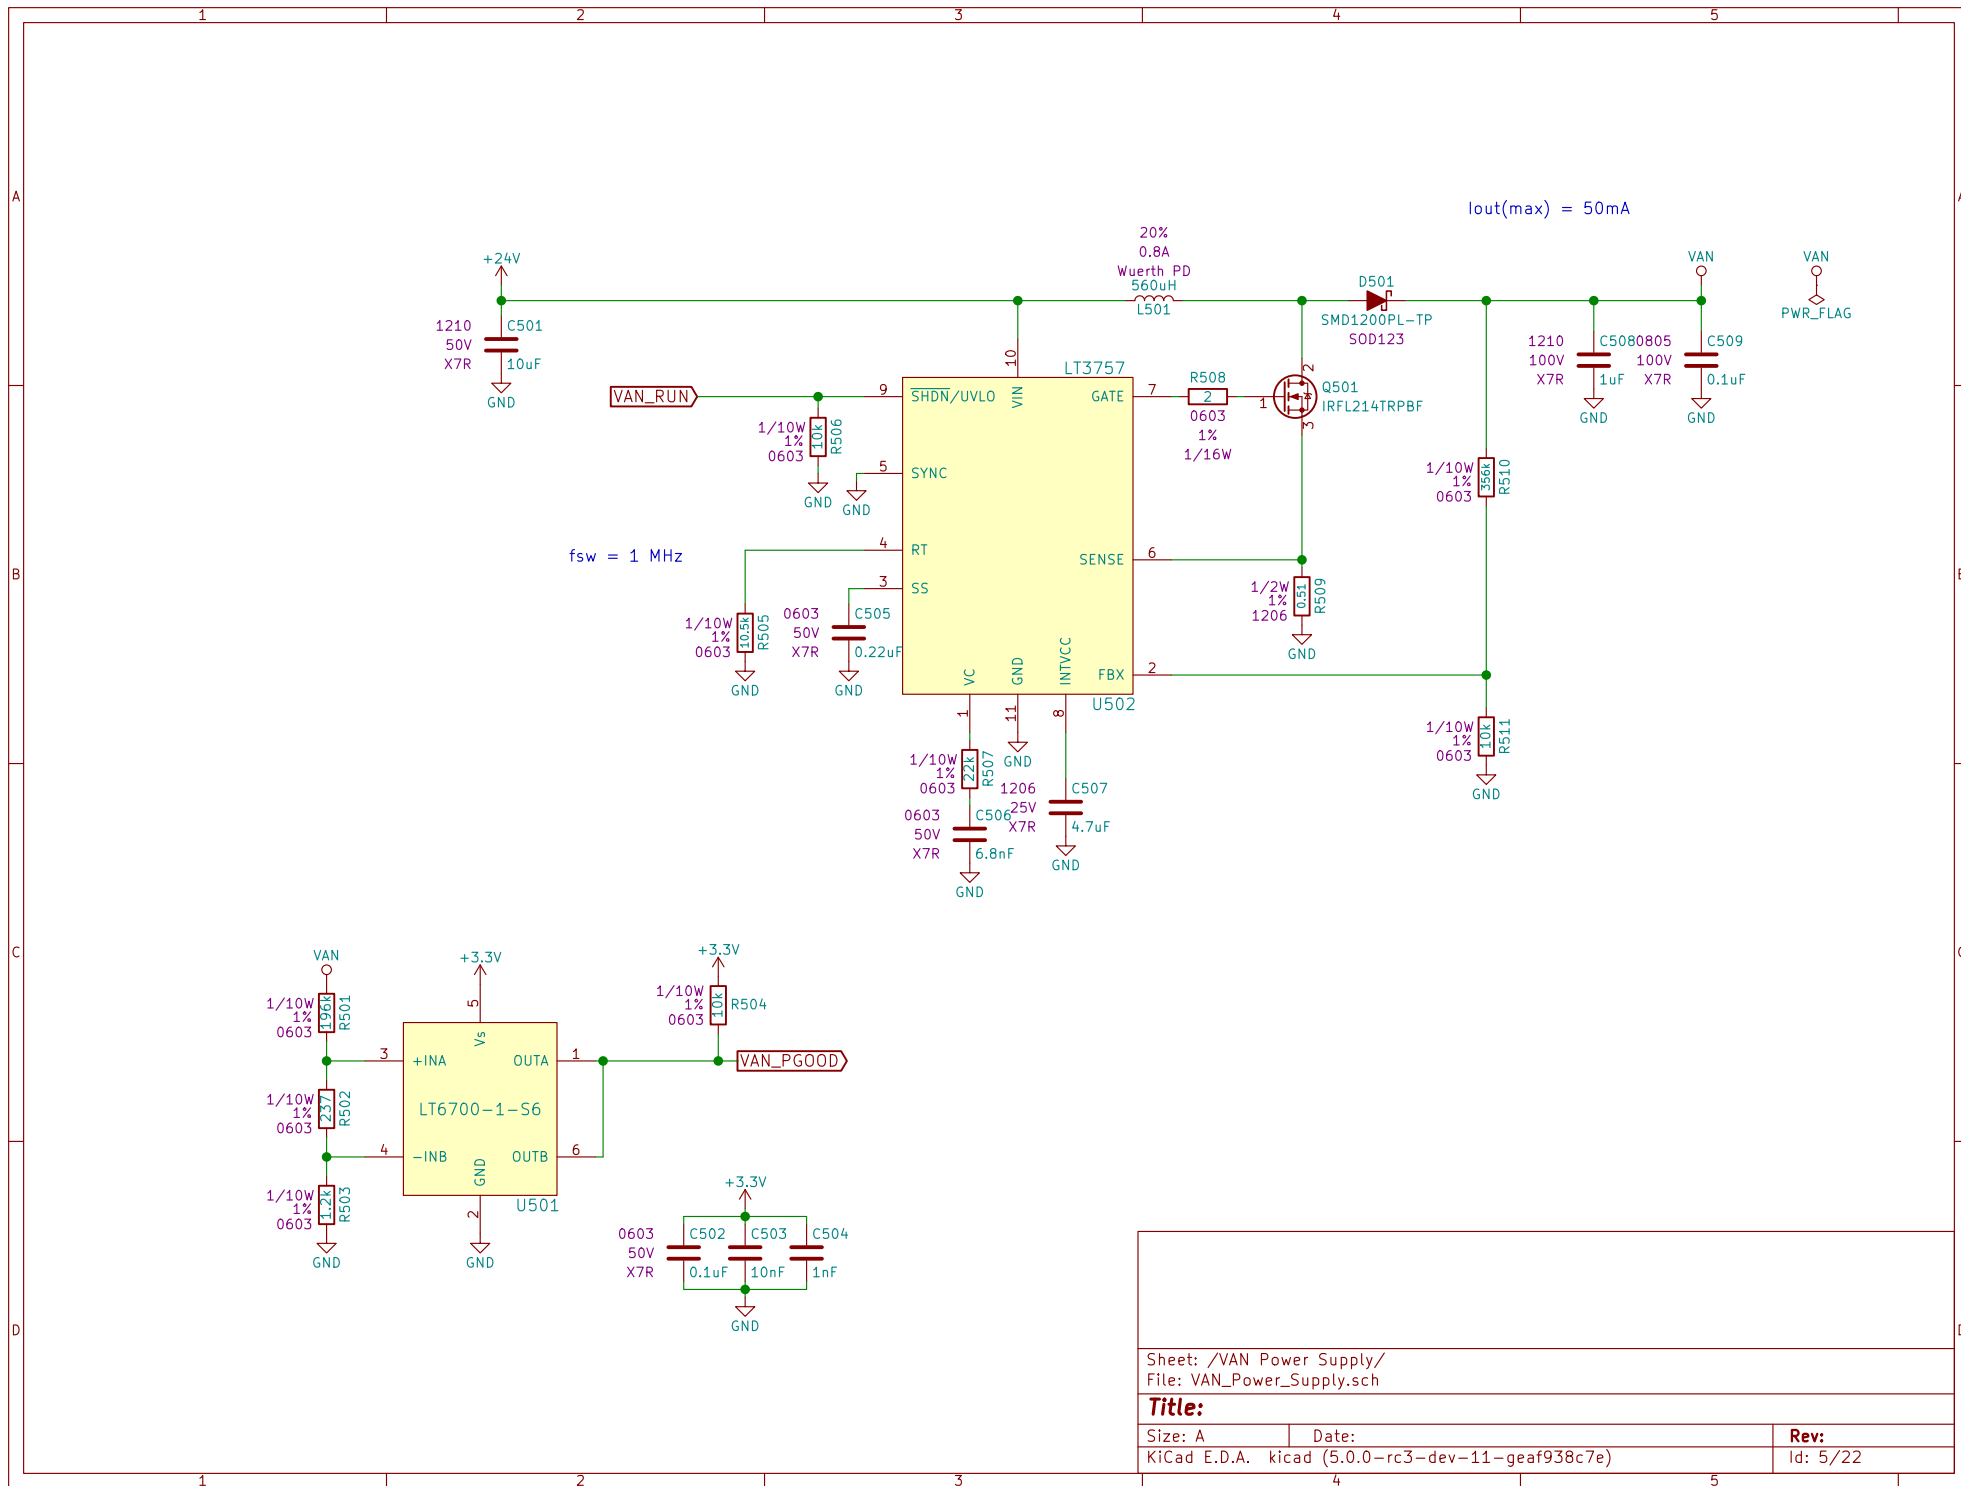 1 2 3 4 5
A
B
C
D
Iout(max) = 50mA
+24V
1210
50V
X7R
C501
10uF
GND
VAN_RUN
1/10W
1%
0603
10k
R506
GND
GND
fsw = 1 MHz
1/10W
1%
0603
10.5k
R505
GND
0603
50V
X7R
C505
0.22uF
GND
LT3757
9 SHDN/UVLO
5 SYNC
4 RT
3 SS
10 VIN
GATE 7
SENSE 6
FBX 2
VC 1
GND 11
INTVCC 8
U502
1/10W
1%
0603
22k
R507
GND
0603
50V
X7R
C506
6.8nF
GND
1206
25V
X7R
C507
4.7uF
GND
20%
0.8A
Wuerth PD
560uH
L501
R508
2
0603
1%
1/16W
1
2
3
Q501
IRFL214TRPBF
D501
SMD1200PL-TP
SOD123
1/2W
1%
1206
0.51
R509
GND
1/10W
1%
0603
356k
R510
1/10W
1%
0603
10k
R511
GND
1210
100V
X7R
C508
1uF
GND
0805
100V
X7R
C509
0.1uF
GND
VAN
VAN
PWR_FLAG
VAN
1/10W
1%
0603
196k
R501
1/10W
1%
0603
237
R502
1/10W
1%
0603
1.2k
R503
GND
+3.3V
5
Vs
3 +INA
4 -INB
LT6700-1-S6
OUTA 1
OUTB 6
GND
2
U501
GND
+3.3V
1/10W
1%
0603
10k
R504
VAN_PGOOD
+3.3V
0603
50V
X7R
C502
0.1uF
C503
10nF
C504
1nF
GND
Sheet: /VAN Power Supply/
File: VAN_Power_Supply.sch
Title:
Size: A Date: Rev:
KiCad E.D.A. kicad (5.0.0-rc3-dev-11-geaf938c7e) Id: 5/22
1 2 3 4 5